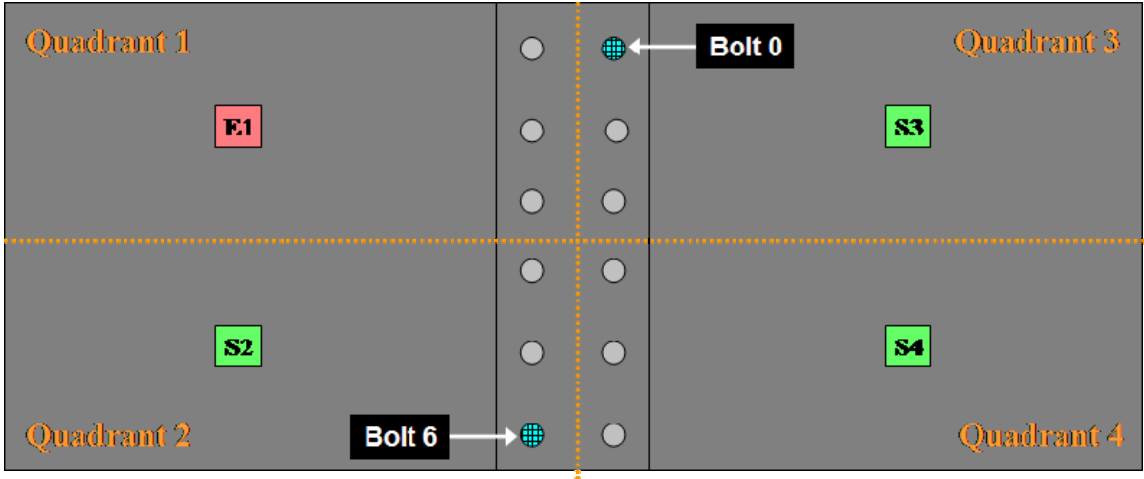 Quadrant 1
Bolt 0
Quadrant 3
E1
S3
S2
S4
Quadrant 2
Bolt 6
Quadrant 4